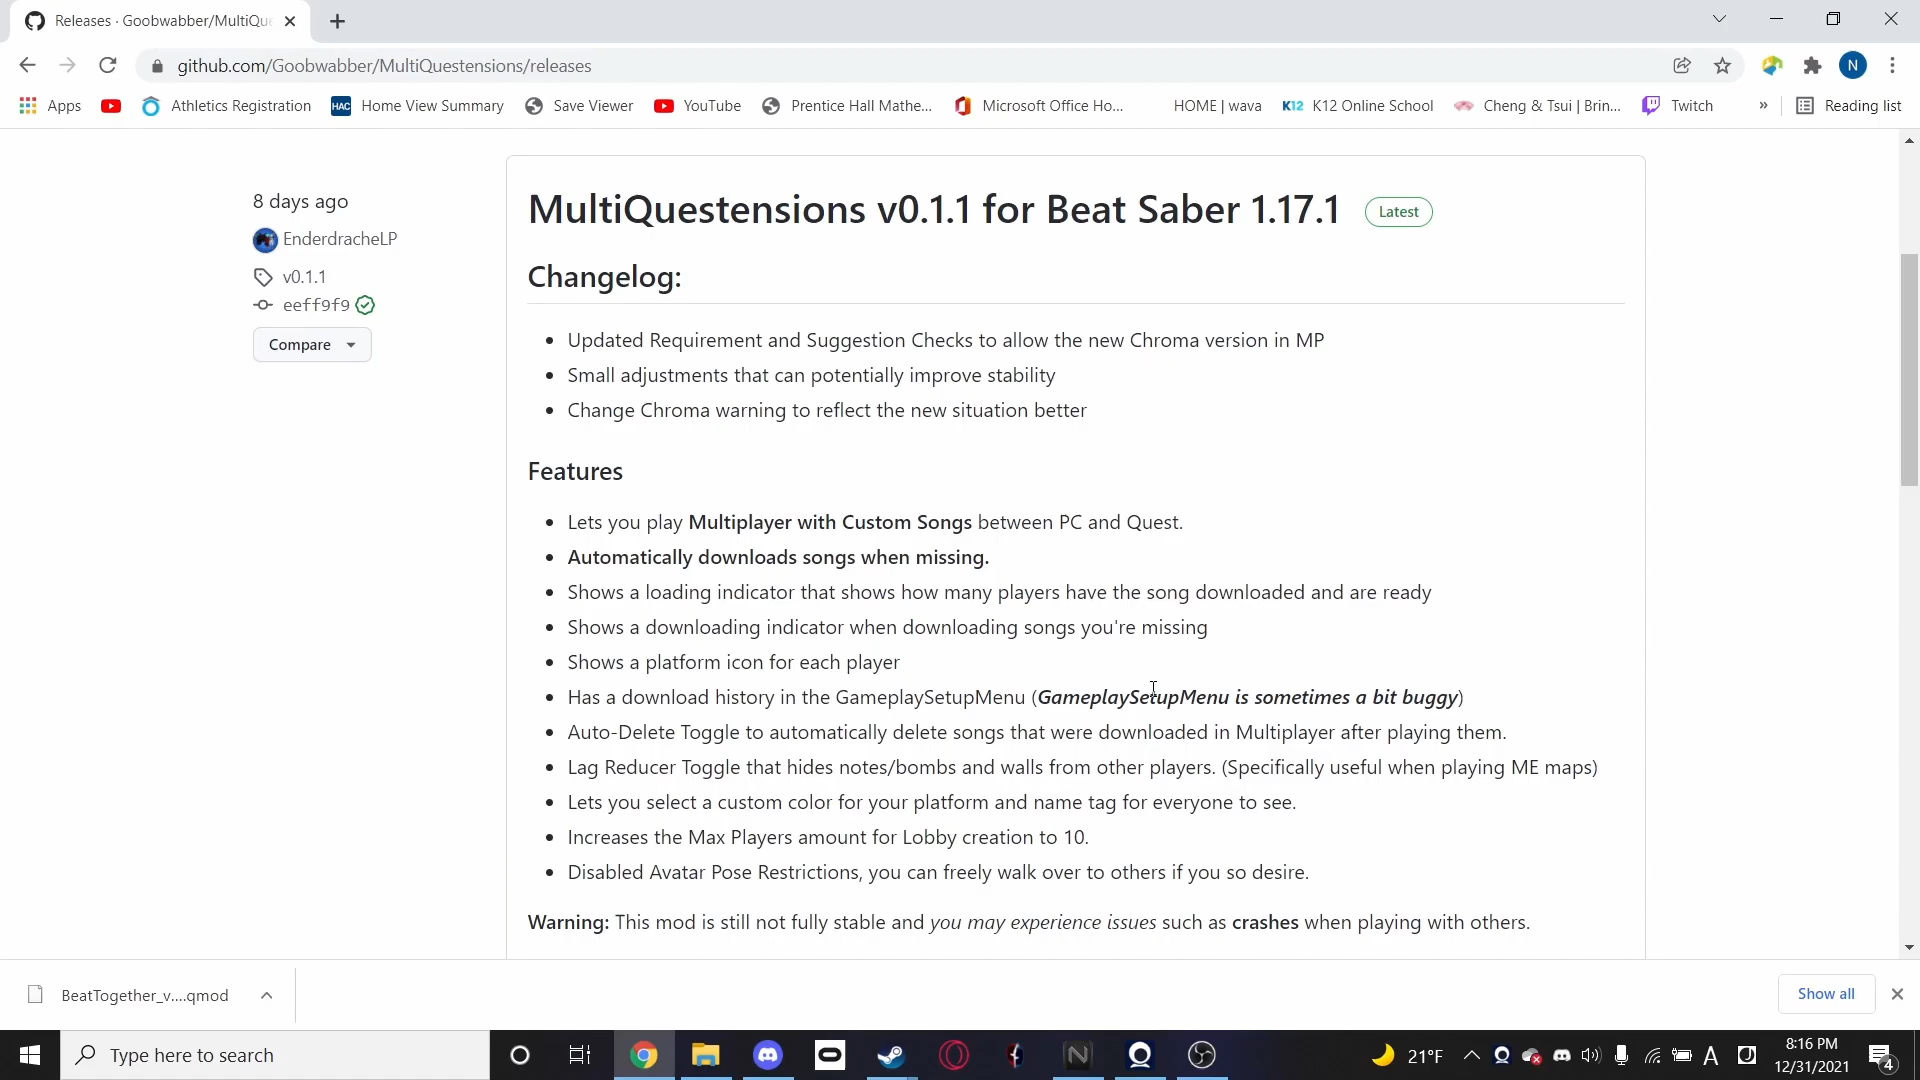 Releases · Goobwabber/MultiQue
github.com/Goobwabber/MultiQuestensions/releases
N
Apps
Athletics Registration
HAC
Home View Summary
Save Viewer
YouTube
Prentice Hall Mathe...
Microsoft Office Ho...
HOME | wava
K12
K12 Online School
Cheng & Tsui | Brin...
Twitch
»
Reading list
8 days ago
EnderdracheLP
v0.1.1
eeff9f9
Compare
MultiQuestensions v0.1.1 for Beat Saber 1.17.1
Latest
Changelog:
• Updated Requirement and Suggestion Checks to allow the new Chroma version in MP
• Small adjustments that can potentially improve stability
• Change Chroma warning to reflect the new situation better
Features
• Lets you play Multiplayer with Custom Songs between PC and Quest.
• Automatically downloads songs when missing.
• Shows a loading indicator that shows how many players have the song downloaded and are ready
• Shows a downloading indicator when downloading songs you're missing
• Shows a platform icon for each player
• Has a download history in the GameplaySetupMenu (GameplaySetupMenu is sometimes a bit buggy)
• Auto-Delete Toggle to automatically delete songs that were downloaded in Multiplayer after playing them.
• Lag Reducer Toggle that hides notes/bombs and walls from other players. (Specifically useful when playing ME maps)
• Lets you select a custom color for your platform and name tag for everyone to see.
• Increases the Max Players amount for Lobby creation to 10.
• Disabled Avatar Pose Restrictions, you can freely walk over to others if you so desire.
Warning: This mod is still not fully stable and you may experience issues such as crashes when playing with others.
BeatTogether_v....qmod
Show all
Type here to search
N
21°F
A
8:16 PM
12/31/2021
4